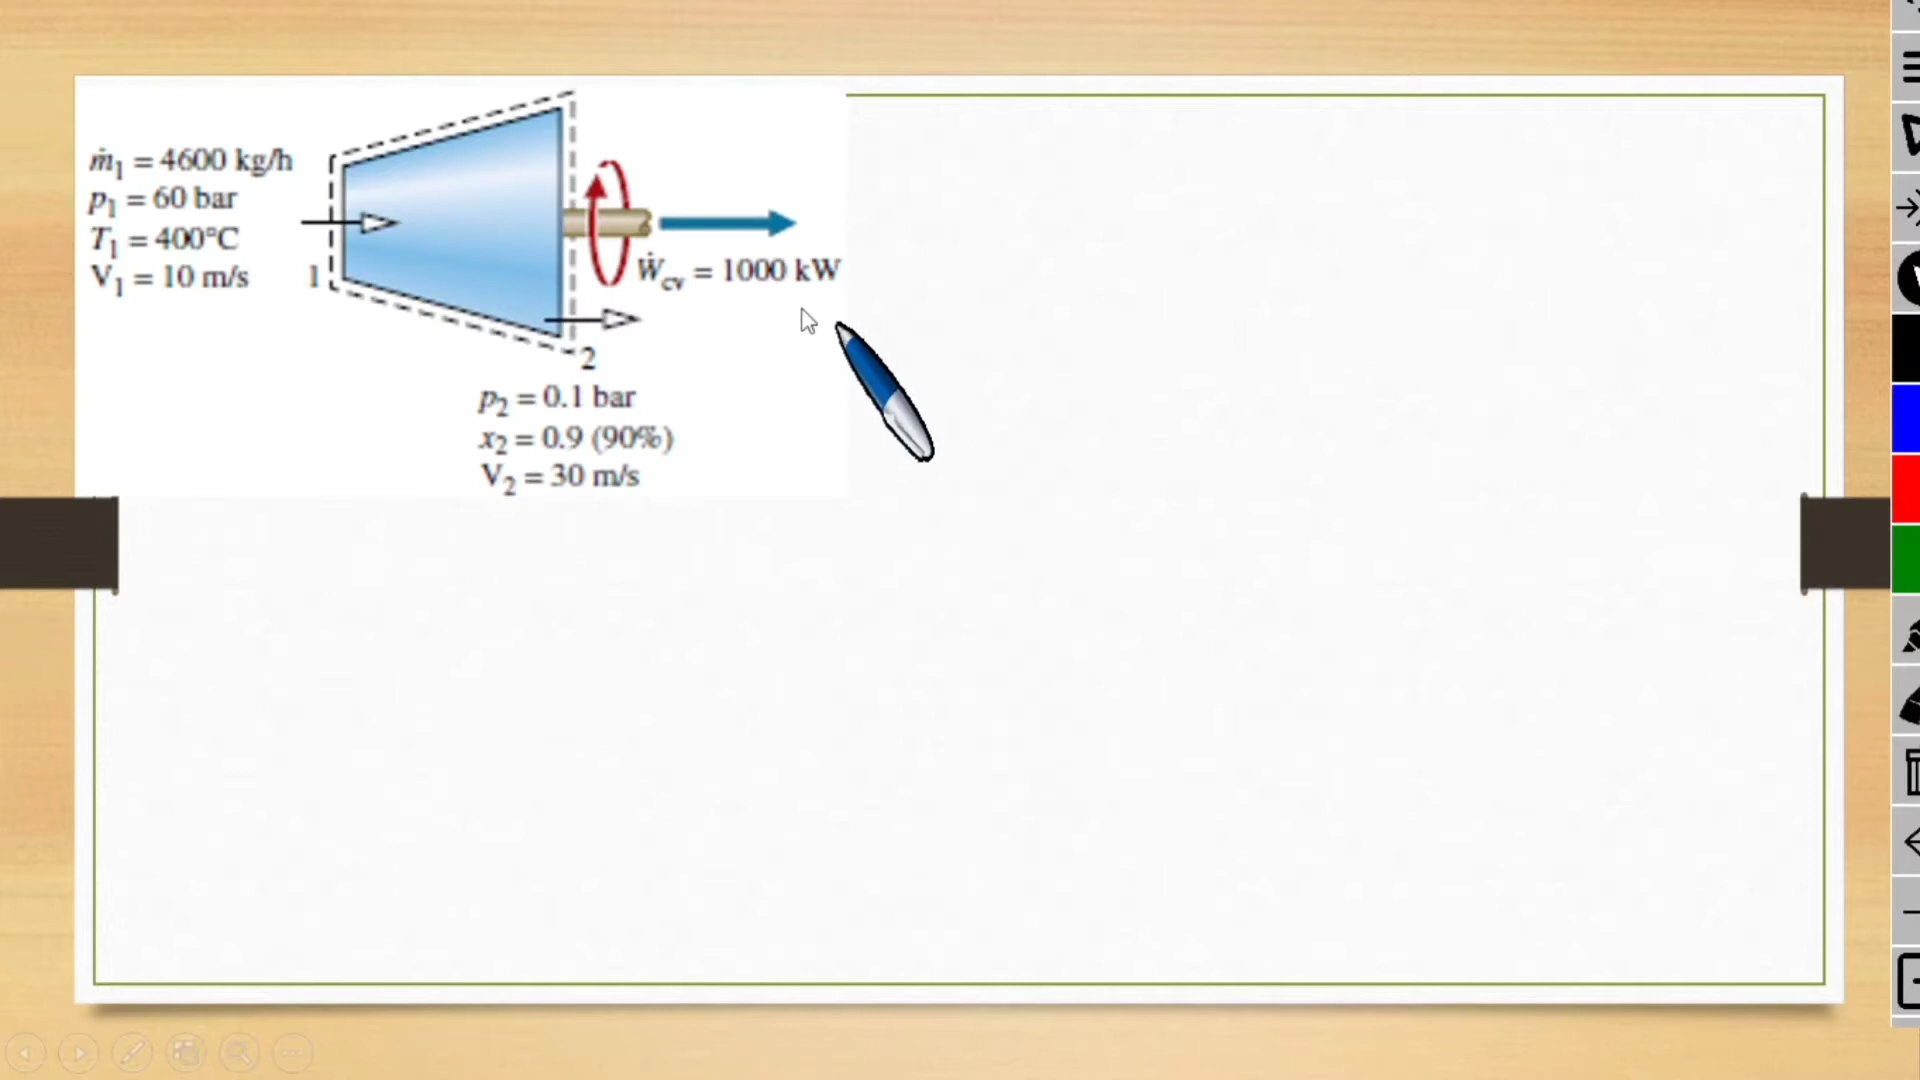 ṁ₁ = 4600 kg/h
p₁ = 60 bar
T₁ = 400°C
V₁ = 10 m/s
1
Ẇcv = 1000 kW
2
p₂ = 0.1 bar
x₂ = 0.9 (90%)
V₂ = 30 m/s